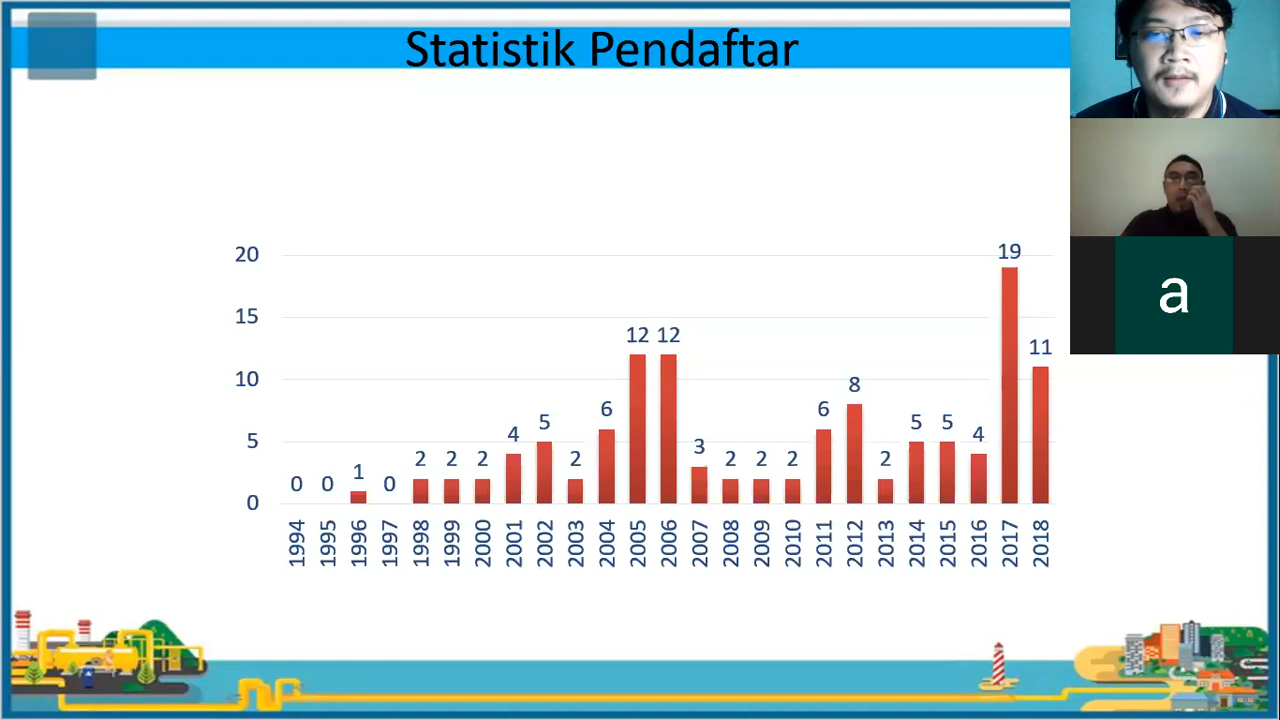 Statistik Pendaftar
a
20
15
10
5
0
0 0 1 0 2 2 2 4 5 2 6 12 12 3 2 2 2 6 8 2 5 5 4 19 11
1994 1995 1996 1997 1998 1999 2000 2001 2002 2003 2004 2005 2006 2007 2008 2009 2010 2011 2012 2013 2014 2015 2016 2017 2018